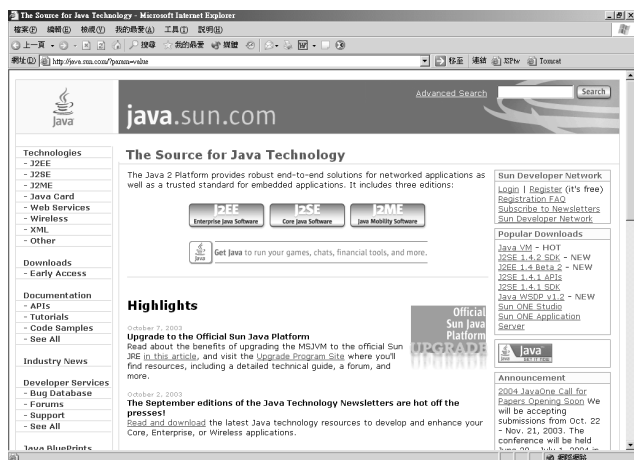 The Source for Java Technology - Microsoft Internet Explorer
檔案(F) 編輯(E) 檢視(V) 我的最愛(A) 工具(T) 說明(H)
上一頁 搜尋 我的最愛 媒體
網址(D) http://java.sun.com/?param=value 移至 連結 XPtw Tomcat
Java
java.sun.com
Advanced Search Search
Technologies
- J2EE
- J2SE
- J2ME
- Java Card
- Web Services
- Wireless
- XML
- Other
Downloads
- Early Access
Documentation
- APIs
- Tutorials
- Code Samples
- See All
Industry News
Developer Services
- Bug Database
- Forums
- Support
- See All
Java BluePrints
The Source for Java Technology
The Java 2 Platform provides robust end-to-end solutions for networked applications as
well as a trusted standard for embedded applications. It includes three editions:
J2EE
Enterprise Java Software
J2SE
Core Java Software
J2ME
Java Mobility Software
Java
Get Java to run your games, chats, financial tools, and more.
Highlights
October 7, 2003
Upgrade to the Official Sun Java Platform
Read about the benefits of upgrading the MSJVM to the official Sun
JRE in this article, and visit the Upgrade Program Site where you'll
find resources, including a detailed technical guide, a forum, and
more.
Official
Sun Java
Platform
UPGRADE
October 2, 2003
The September editions of the Java Technology Newsletters are hot off the
presses!
Read and download the latest Java technology resources to develop and enhance your
Core, Enterprise, or Wireless applications.
Sun Developer Network
Login | Register (it's free)
Registration FAQ
Subscribe to Newsletters
Sun Developer Network
Popular Downloads
Java VM - HOT
J2SE 1.4.2 SDK - NEW
J2EE 1.4 Beta 2 - NEW
J2SE 1.4.1 APIs
J2SE 1.4.1 SDK
Java WSDP v1.2 - NEW
Sun ONE Studio
Sun ONE Application
Server
Java
Announcement
2004 JavaOne Call for
Papers Opening Soon We
will be accepting
submissions from Oct. 22
- Nov. 21, 2003. The
conference will be held
June 28 - July 1, 2004 in
網際網路